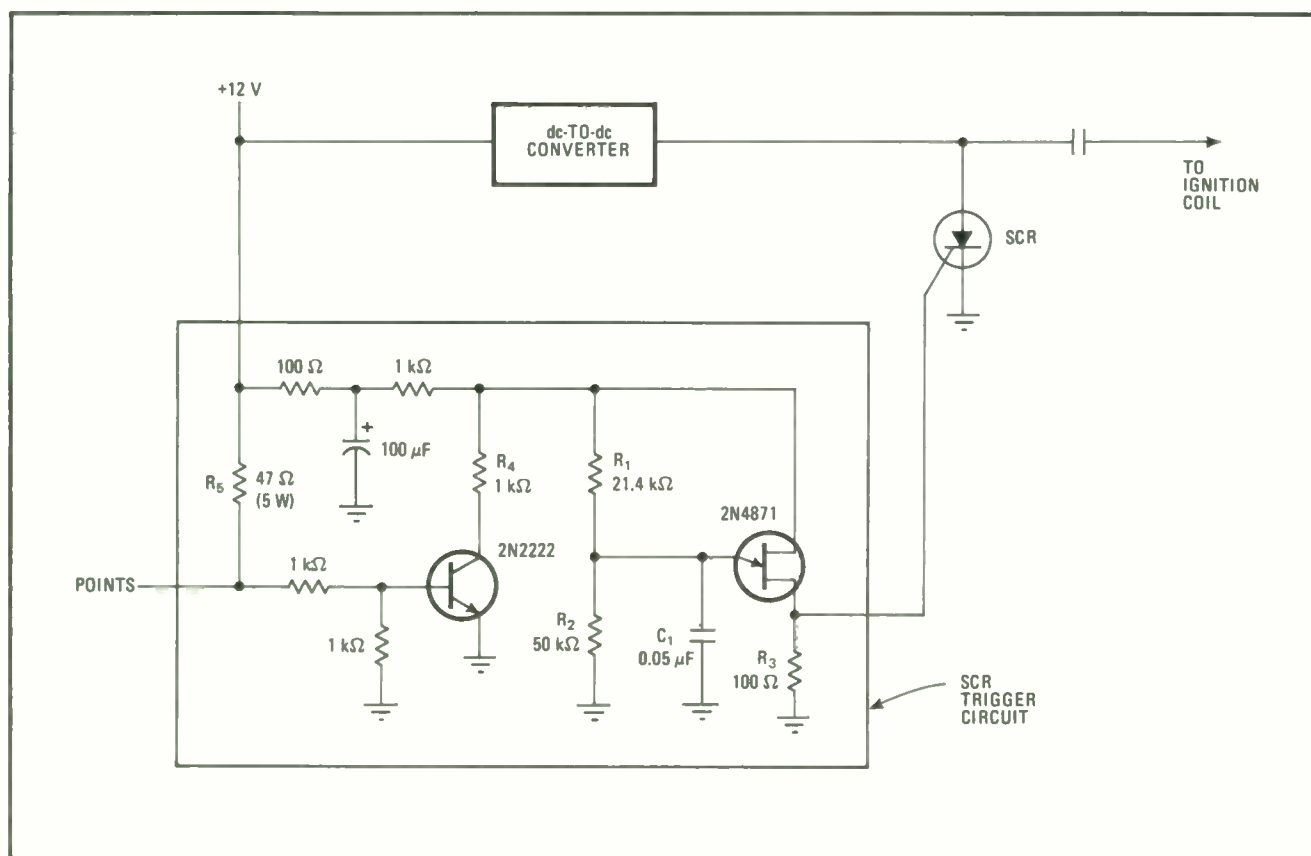 +12 V
dc-TO-dc
CONVERTER
TO
IGNITION
COIL
SCR
100 Ω
1 kΩ
+
100 μF
R₅
47 Ω
(5 W)
R₄
1 kΩ
R₁
21.4 kΩ
2N4871
2N2222
POINTS
1 kΩ
1 kΩ
R₂
50 kΩ
C₁
0.05 μF
R₃
100 Ω
SCR
TRIGGER
CIRCUIT